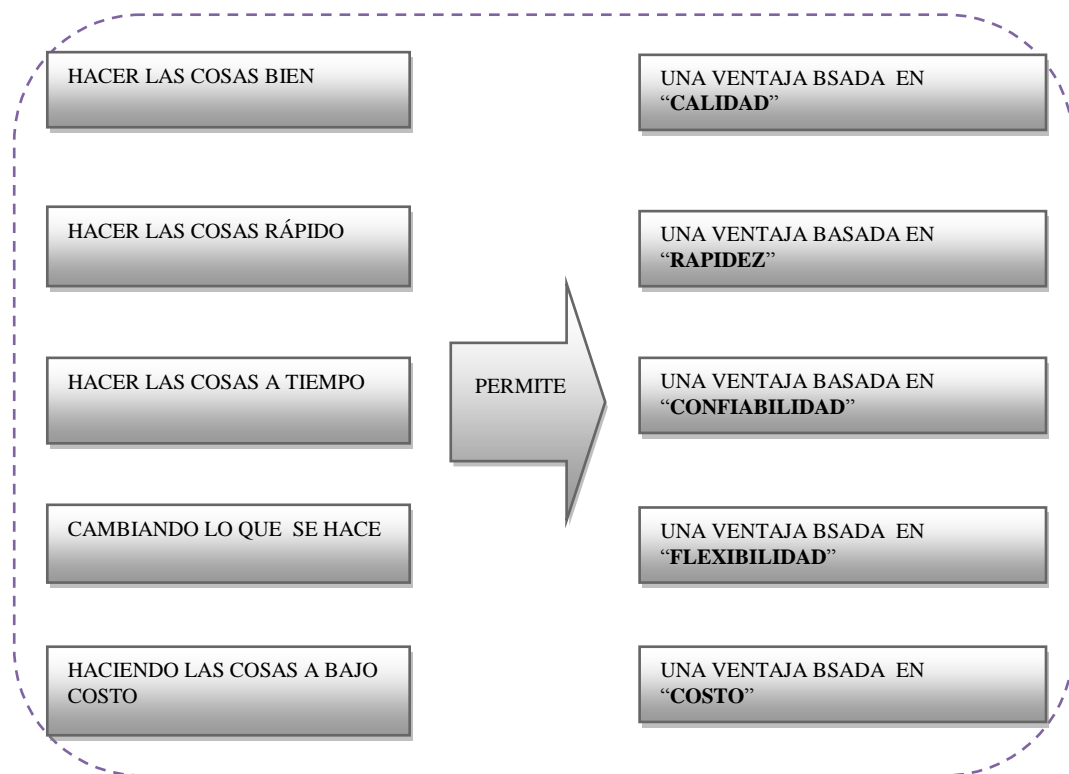 HACER LAS COSAS BIEN
UNA VENTAJA BSADA EN
“CALIDAD”
HACER LAS COSAS RÁPIDO
UNA VENTAJA BASADA EN
“RAPIDEZ”
HACER LAS COSAS A TIEMPO
PERMITE
UNA VENTAJA BASADA EN
“CONFIABILIDAD”
CAMBIANDO LO QUE SE HACE
UNA VENTAJA BSADA EN
“FLEXIBILIDAD”
HACIENDO LAS COSAS A BAJO
COSTO
UNA VENTAJA BSADA EN
“COSTO”